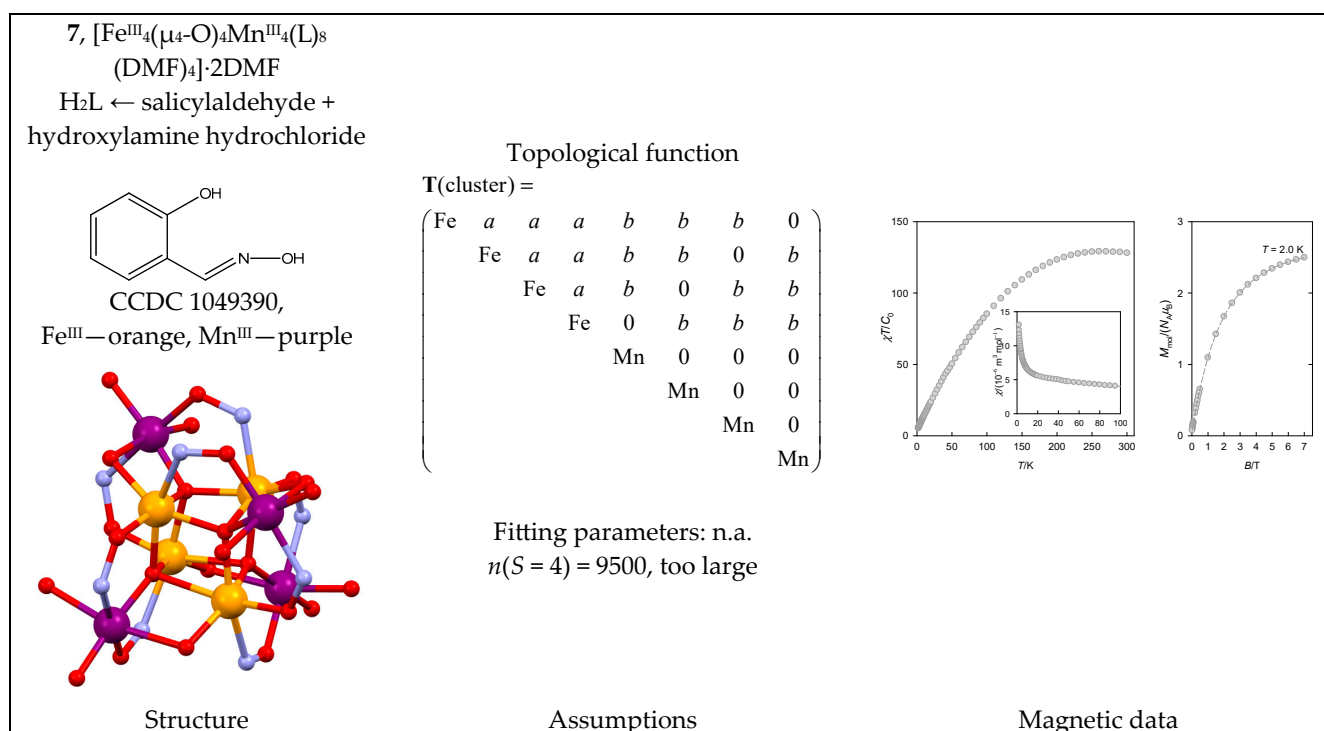 7, [Feᴵᴵᴵ₄(μ₄-O)₄Mnᴵᴵᴵ₄(L)₈
(DMF)₄]·2DMF
H₂L ← salicylaldehyde +
hydroxylamine hydrochloride
OH
N
OH
CCDC 1049390,
Feᴵᴵᴵ—orange, Mnᴵᴵᴵ—purple
Structure
Topological function
T(cluster) =
Fe a a a b b b 0
Fe a a b b 0 b
Fe a b 0 b b
Fe 0 b b b
Mn 0 0 0
Mn 0 0
Mn 0
Mn
Fitting parameters: n.a.
n(S = 4) = 9500, too large
Assumptions
χT/C₀
150
100
50
0
0 50 100 150 200 250 300
T/K
χ/(10⁻⁶ m³ mol⁻¹)
15
10
5
0
0 20 40 60 80 100
M_mol/(N_Aμ_B)
3
2
1
0
T = 2.0 K
0 1 2 3 4 5 6 7
B/T
Magnetic data